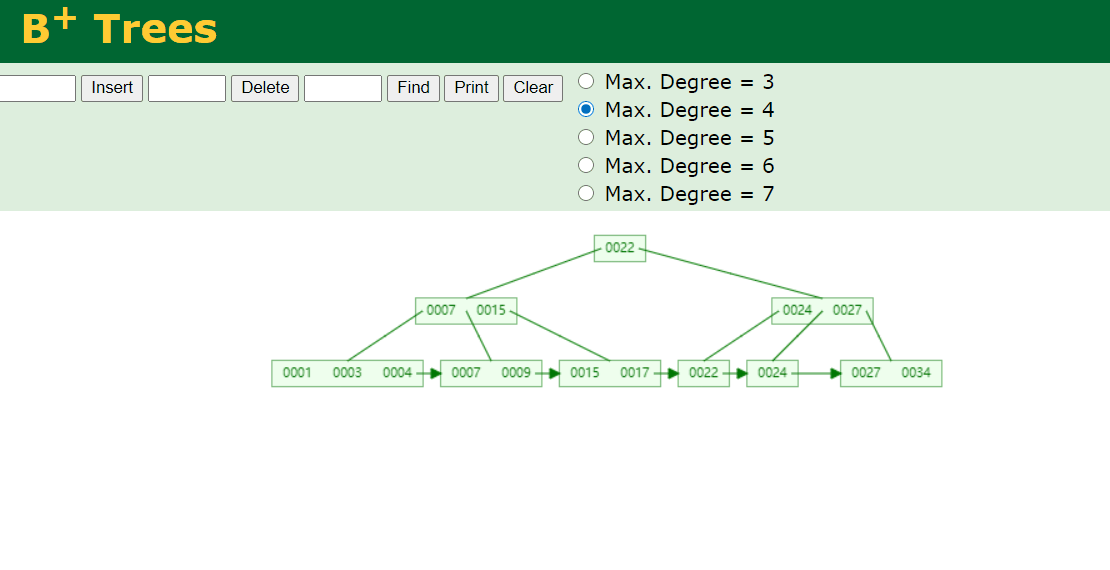 B+ Trees
Insert Delete Find Print Clear
Max. Degree = 3
Max. Degree = 4
Max. Degree = 5
Max. Degree = 6
Max. Degree = 7
0022
0007 0015 0024 0027
0001 0003 0004 0007 0009 0015 0017 0022 0024 0027 0034